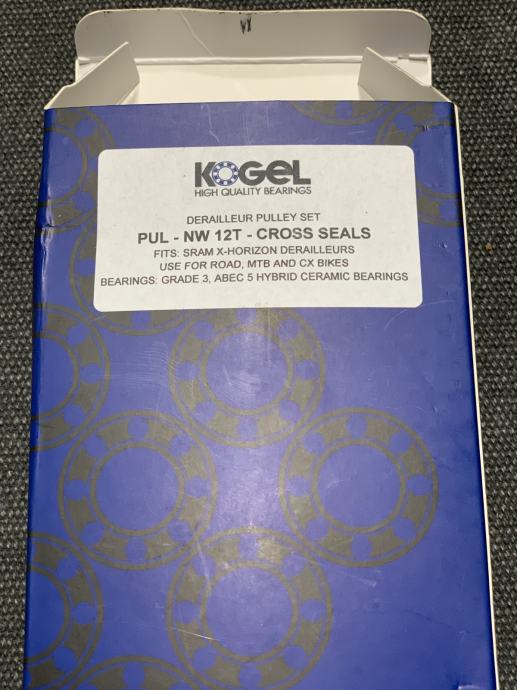 KOGEL
HIGH QUALITY BEARINGS
DERAILLEUR PULLEY SET
PUL - NW 12T - CROSS SEALS
FITS: SRAM X-HORIZON DERAILLEURS
USE FOR ROAD, MTB AND CX BIKES
BEARINGS: GRADE 3, ABEC 5 HYBRID CERAMIC BEARINGS